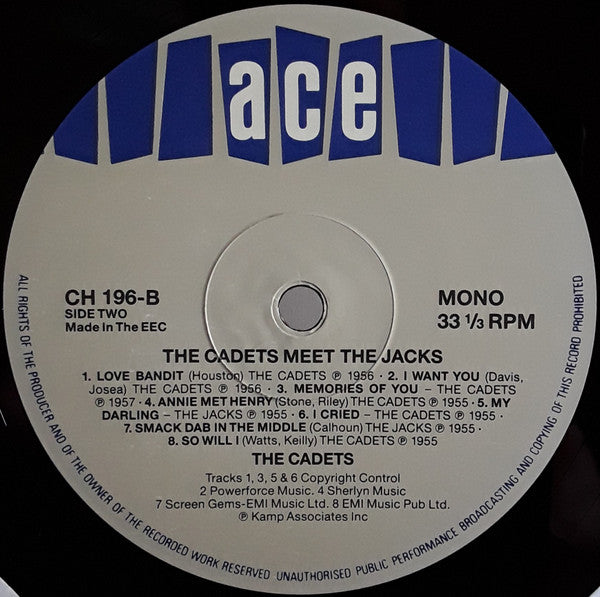 ace
CH 196-B
SIDE TWO
Made In The EEC
MONO
33 1/3 RPM
THE CADETS MEET THE JACKS
1. LOVE BANDIT (Houston) THE CADETS ℗ 1956 · 2. I WANT YOU (Davis,
Josea) THE CADETS ℗ 1956 · 3. MEMORIES OF YOU – THE CADETS
℗ 1957 · 4. ANNIE MET HENRY (Stone, Riley) THE CADETS ℗ 1955 · 5. MY
DARLING – THE JACKS ℗ 1955 · 6. I CRIED – THE CADETS ℗ 1955 ·
7. SMACK DAB IN THE MIDDLE (Calhoun) THE CADETS ℗ 1955 ·
8. SO WILL I (Watts, Keilly) THE CADETS ℗ 1955
THE CADETS
Tracks 1, 3, 5 & 6 Copyright Control
2 Powerforce Music. 4 Sherlyn Music
7 Screen Gems-EMI Music Ltd. 8 EMI Music Pub Ltd.
℗ Kamp Associates Inc
ALL RIGHTS OF THE PRODUCER AND OF THE OWNER OF THE RECORDED WORK RESERVED UNAUTHORISED PUBLIC PERFORMANCE BROADCASTING AND COPYING OF THIS RECORD PROHIBITED